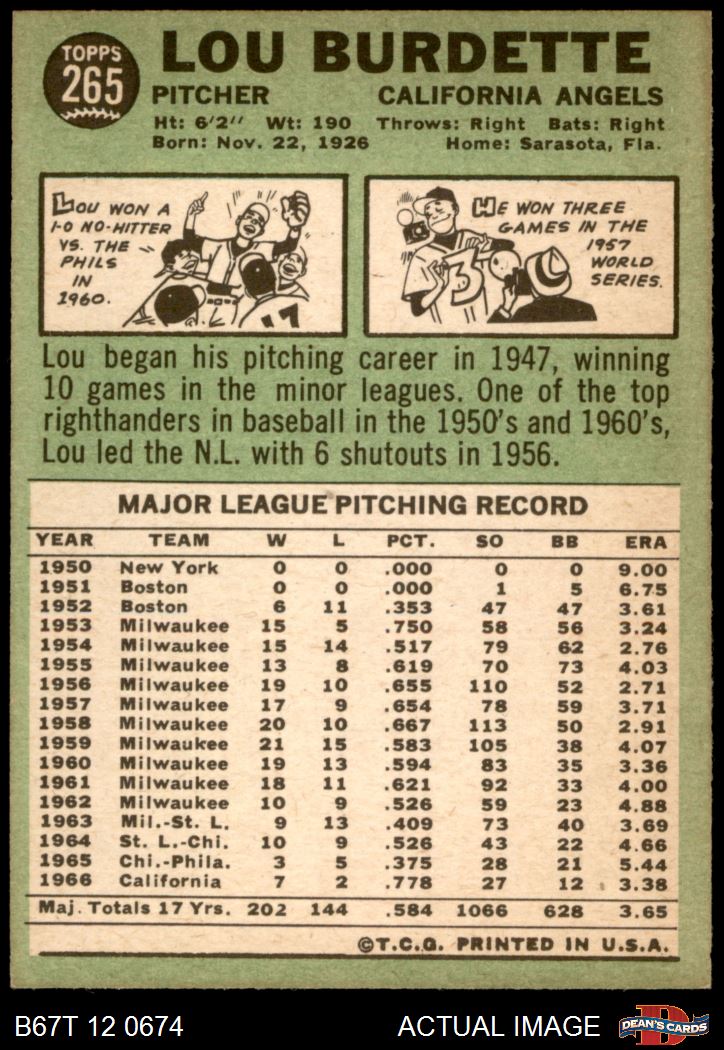 TOPPS
265
LOU BURDETTE
PITCHER CALIFORNIA ANGELS
Ht: 6'2" Wt: 190 Throws: Right Bats: Right
Born: Nov. 22, 1926 Home: Sarasota, Fla.
LOU WON A
1-0 NO-HITTER
VS. THE
PHILS
IN
1960.
17
HE WON THREE
GAMES IN THE
1957
WORLD
SERIES.
3
Lou began his pitching career in 1947, winning
10 games in the minor leagues. One of the top
righthanders in baseball in the 1950's and 1960's,
Lou led the N.L. with 6 shutouts in 1956.
MAJOR LEAGUE PITCHING RECORD
YEAR TEAM W L PCT. SO BB ERA
1950 New York 0 0 .000 0 0 9.00
1951 Boston 0 0 .000 1 5 6.75
1952 Boston 6 11 .353 47 47 3.61
1953 Milwaukee 15 5 .750 58 56 3.24
1954 Milwaukee 15 14 .517 79 62 2.76
1955 Milwaukee 13 8 .619 70 73 4.03
1956 Milwaukee 19 10 .655 110 52 2.71
1957 Milwaukee 17 9 .654 78 59 3.71
1958 Milwaukee 20 10 .667 113 50 2.91
1959 Milwaukee 21 15 .583 105 38 4.07
1960 Milwaukee 19 13 .594 83 35 3.36
1961 Milwaukee 18 11 .621 92 33 4.00
1962 Milwaukee 10 9 .526 59 23 4.88
1963 Mil.-St. L. 9 13 .409 73 40 3.69
1964 St. L.-Chi. 10 9 .526 43 22 4.66
1965 Chi.-Phila. 3 5 .375 28 21 5.44
1966 California 7 2 .778 27 12 3.38
Maj. Totals 17 Yrs. 202 144 .584 1066 628 3.65
©T.C.G. PRINTED IN U.S.A.
B67T 12 0674 ACTUAL IMAGE D DEAN'S CARDS